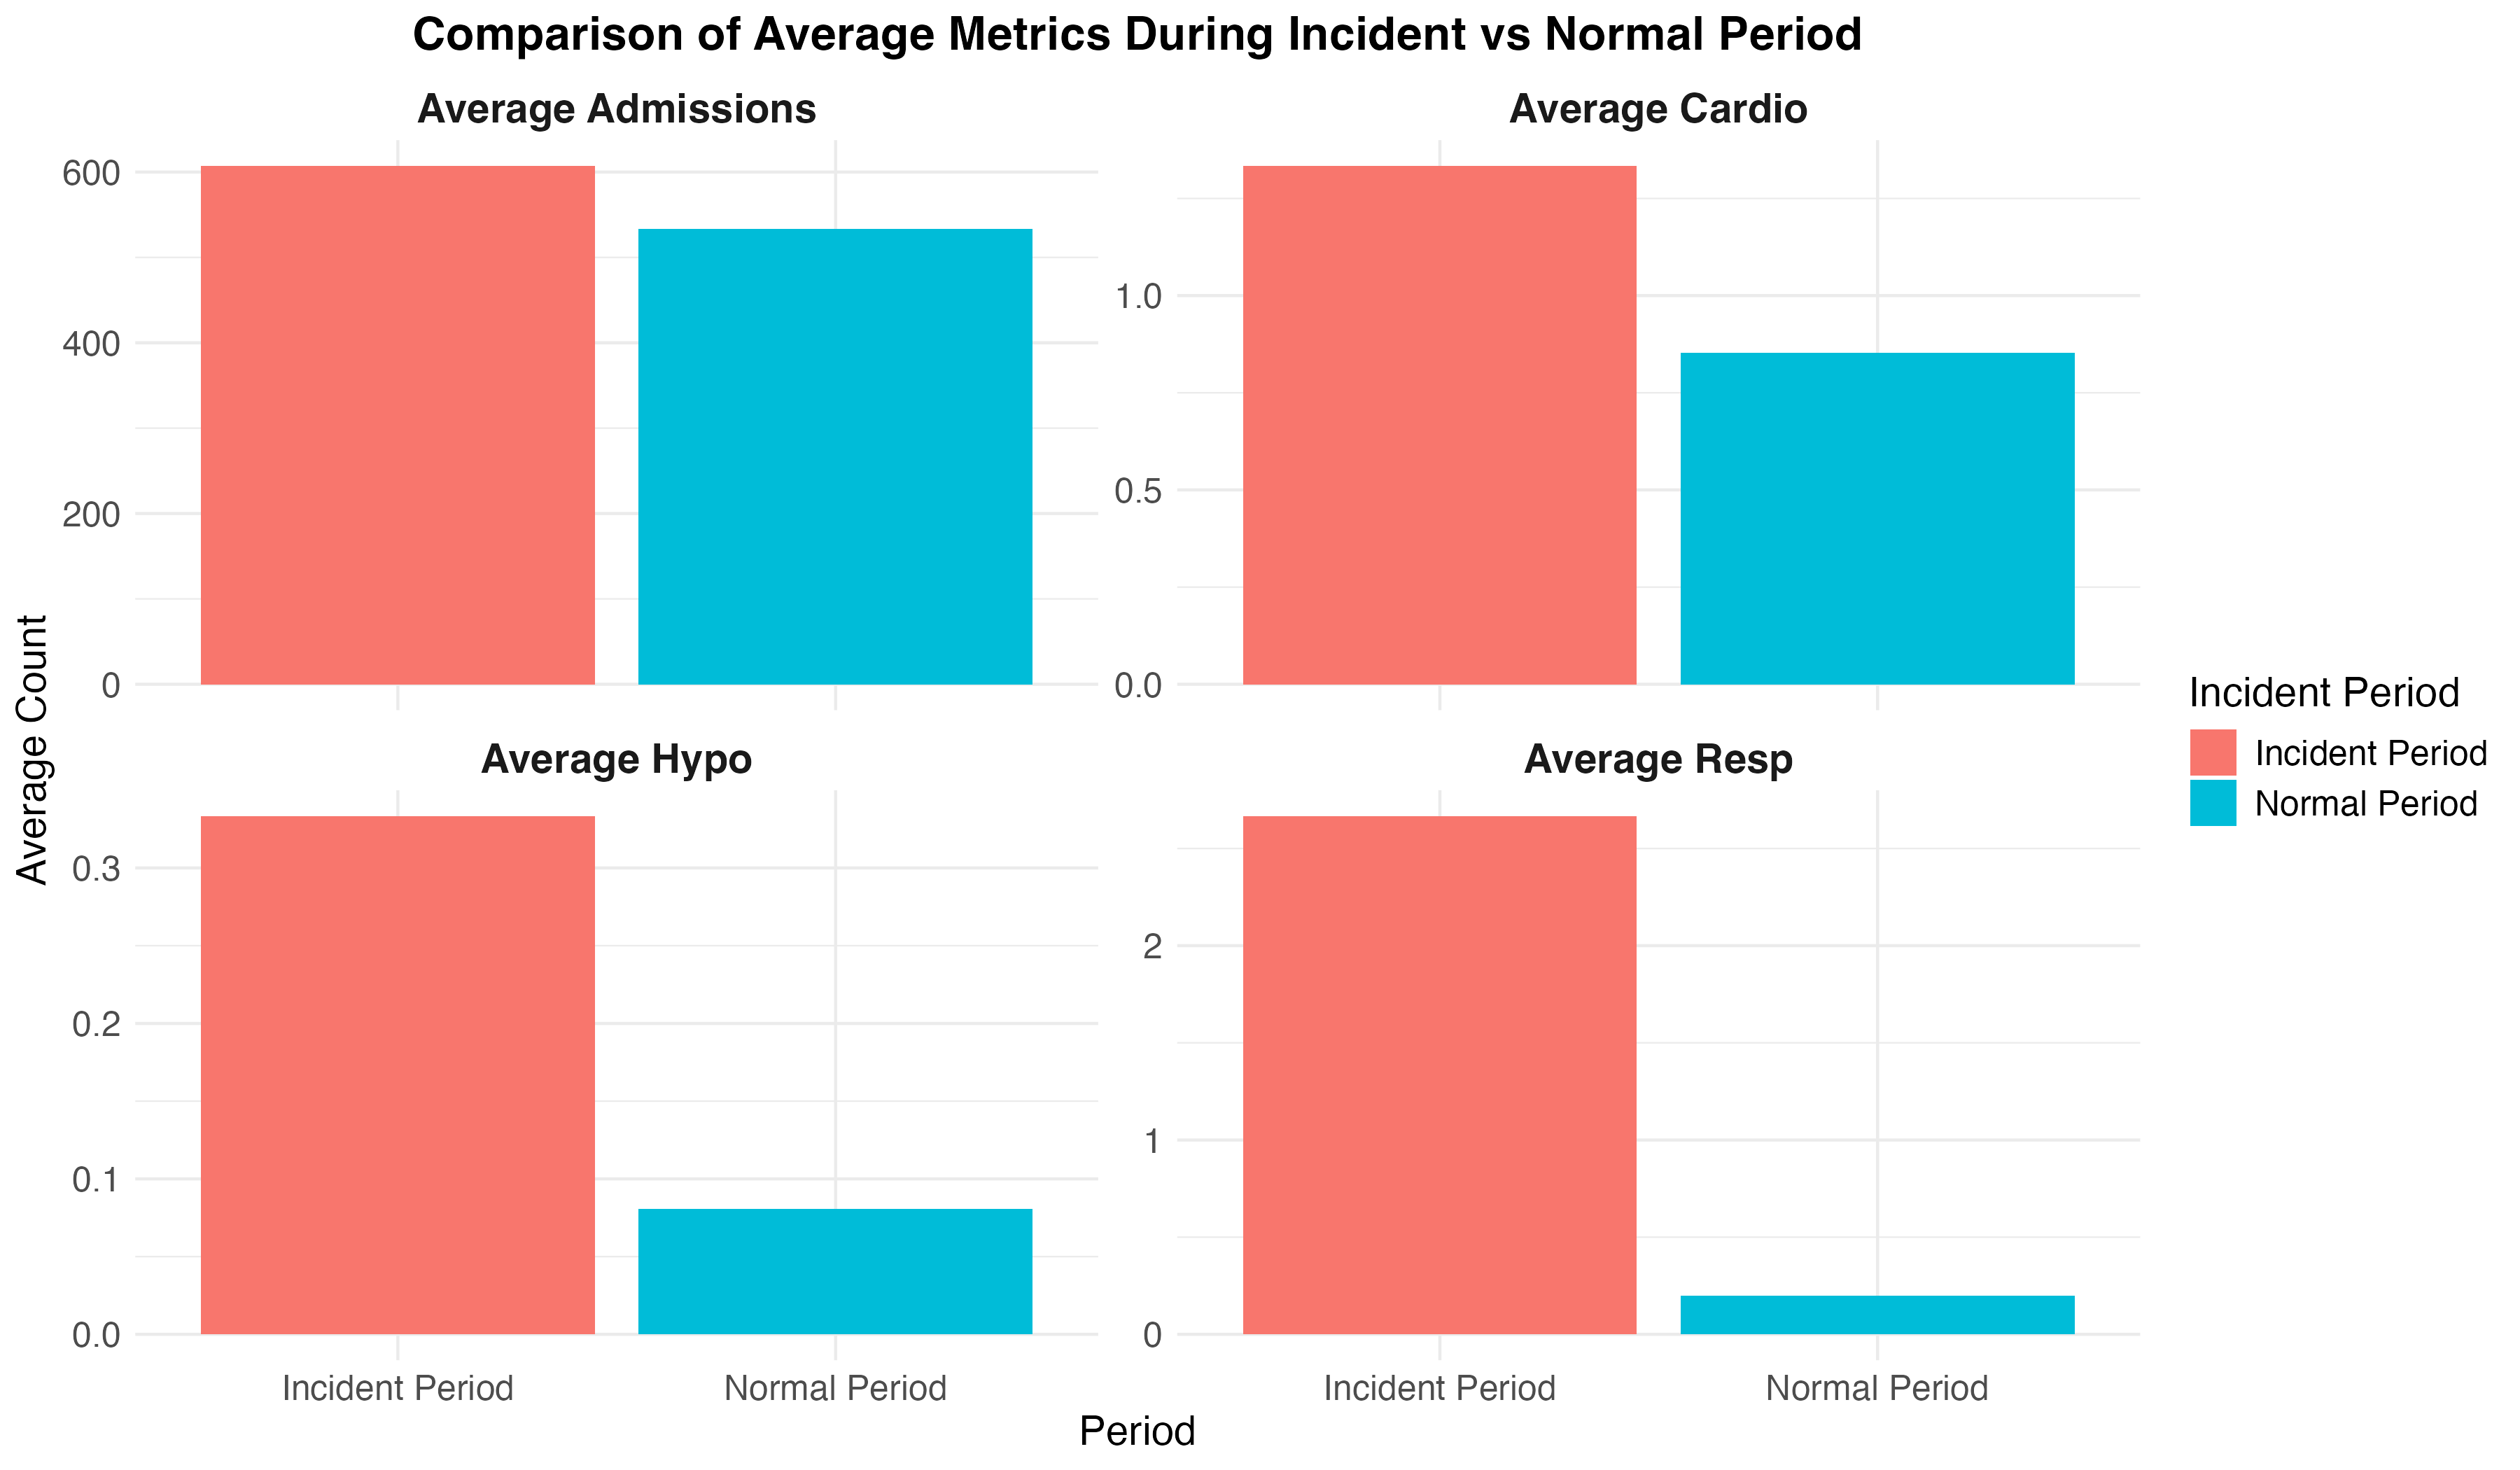 Comparison of Average Metrics During Incident vs Normal Period
Average Admissions
600
400
200
0
Average Cardio
1.0
0.5
0.0
Average Count
Average Hypo
0.3
0.2
0.1
0.0
Incident Period
Normal Period
Average Resp
2
1
0
Incident Period
Normal Period
Period
Incident Period
Incident Period
Normal Period